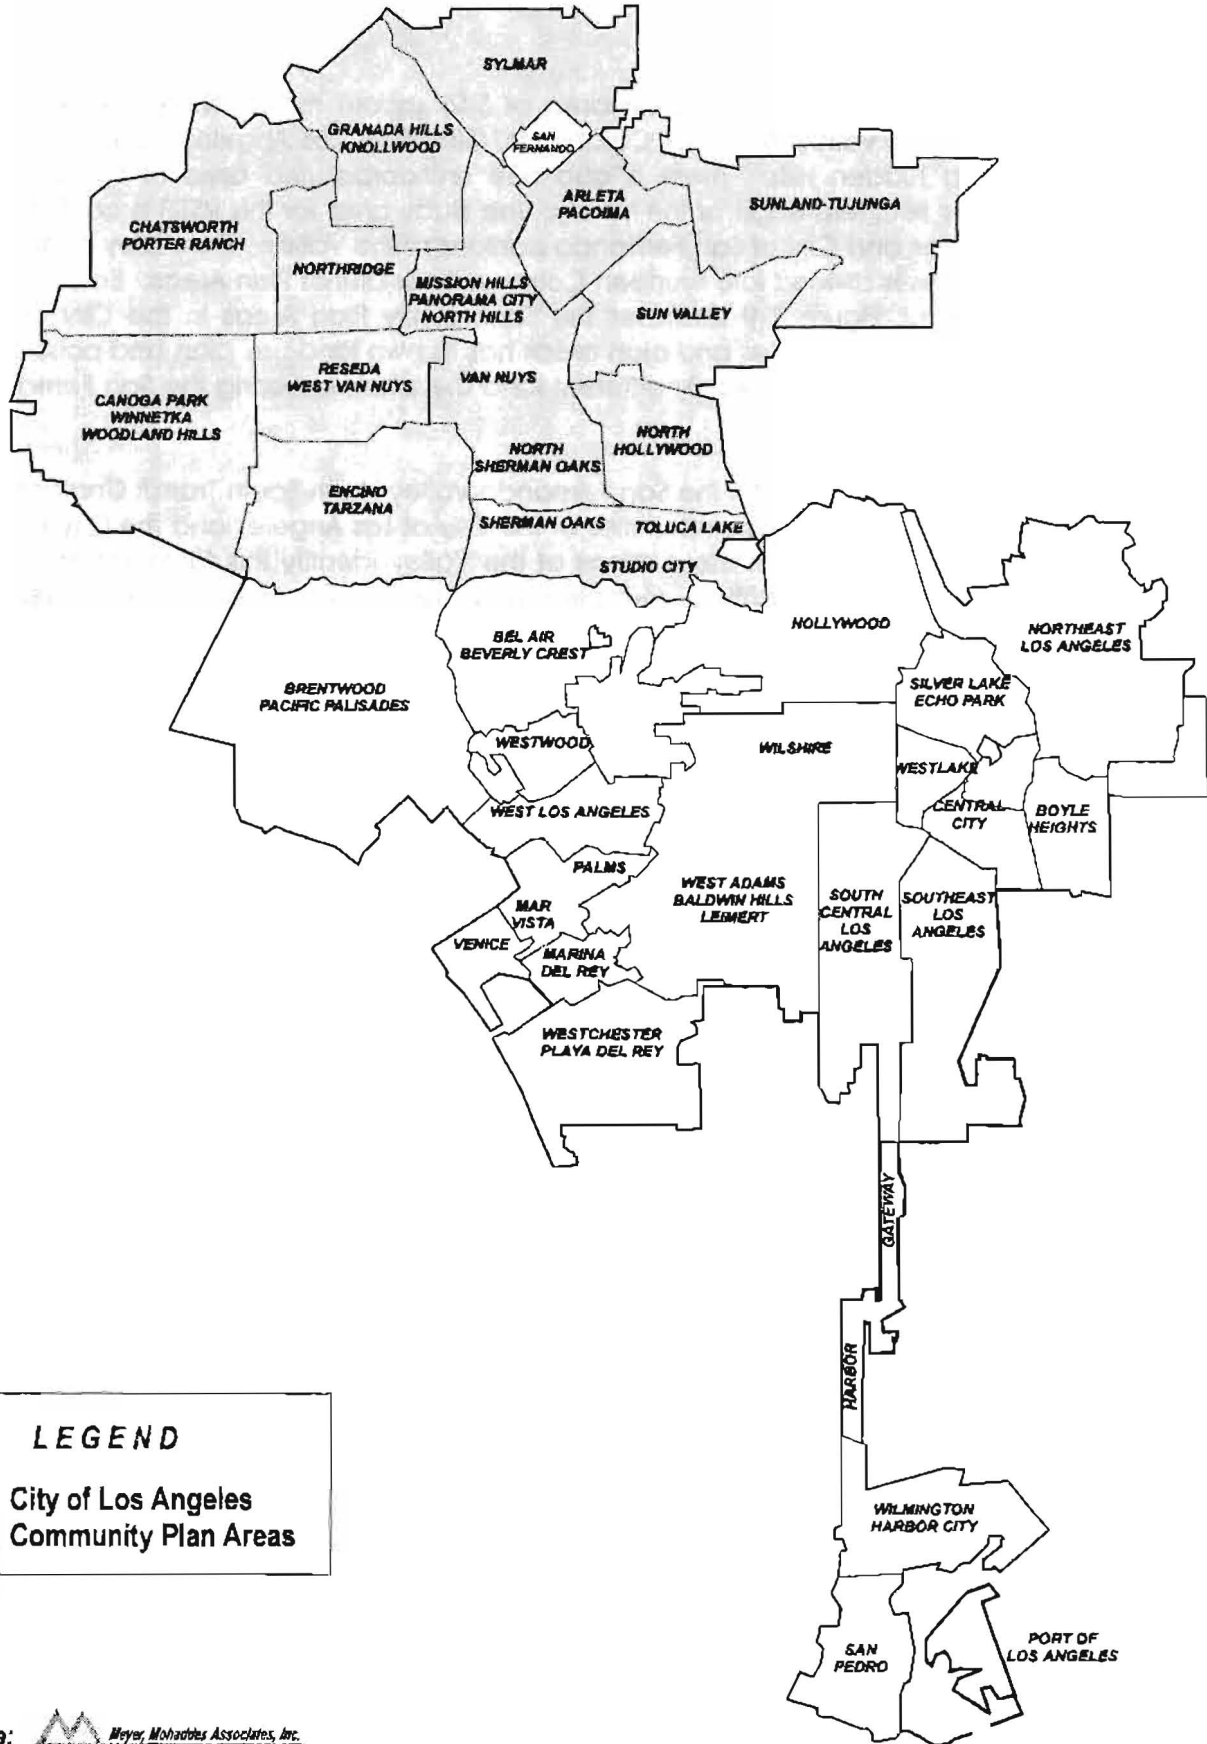 SYLMAR
GRANADA HILLS
KNOLLWOOD
SAN
FERNANDO
ARLETA
PACOIMA
SUNLAND-TUJUNGA
CHATSWORTH
PORTER RANCH
NORTHRIDGE
MISSION HILLS
PANORAMA CITY
NORTH HILLS
SUN VALLEY
RESEDA
WEST VAN NUYS
VAN NUYS
CANOGA PARK
WINNETKA
WOODLAND HILLS
NORTH
HOLLYWOOD
NORTH
SHERMAN OAKS
ENCINO
TARZANA
SHERMAN OAKS
TOLUCA LAKE
STUDIO CITY
HOLLYWOOD
NORTHEAST
LOS ANGELES
BEL AIR
BEVERLY CREST
BRENTWOOD
PACIFIC PALISADES
SILVER LAKE
ECHO PARK
WESTWOOD
WILSHIRE
WESTLAKE
CENTRAL
CITY
BOYLE
HEIGHTS
WEST LOS ANGELES
PALMS
WEST ADAMS
BALDWIN HILLS
LEIMERT
SOUTH
CENTRAL
LOS
ANGELES
SOUTHEAST
LOS
ANGELES
MAR
VISTA
VENICE
MARINA
DEL REY
WESTCHESTER
PLAYA DEL REY
GATEWAY
HARBOR
LEGEND
City of Los Angeles
Community Plan Areas
WILMINGTON
HARBOR CITY
SAN
PEDRO
PORT OF
LOS ANGELES
Meyer, Mohaddes Associates, Inc.